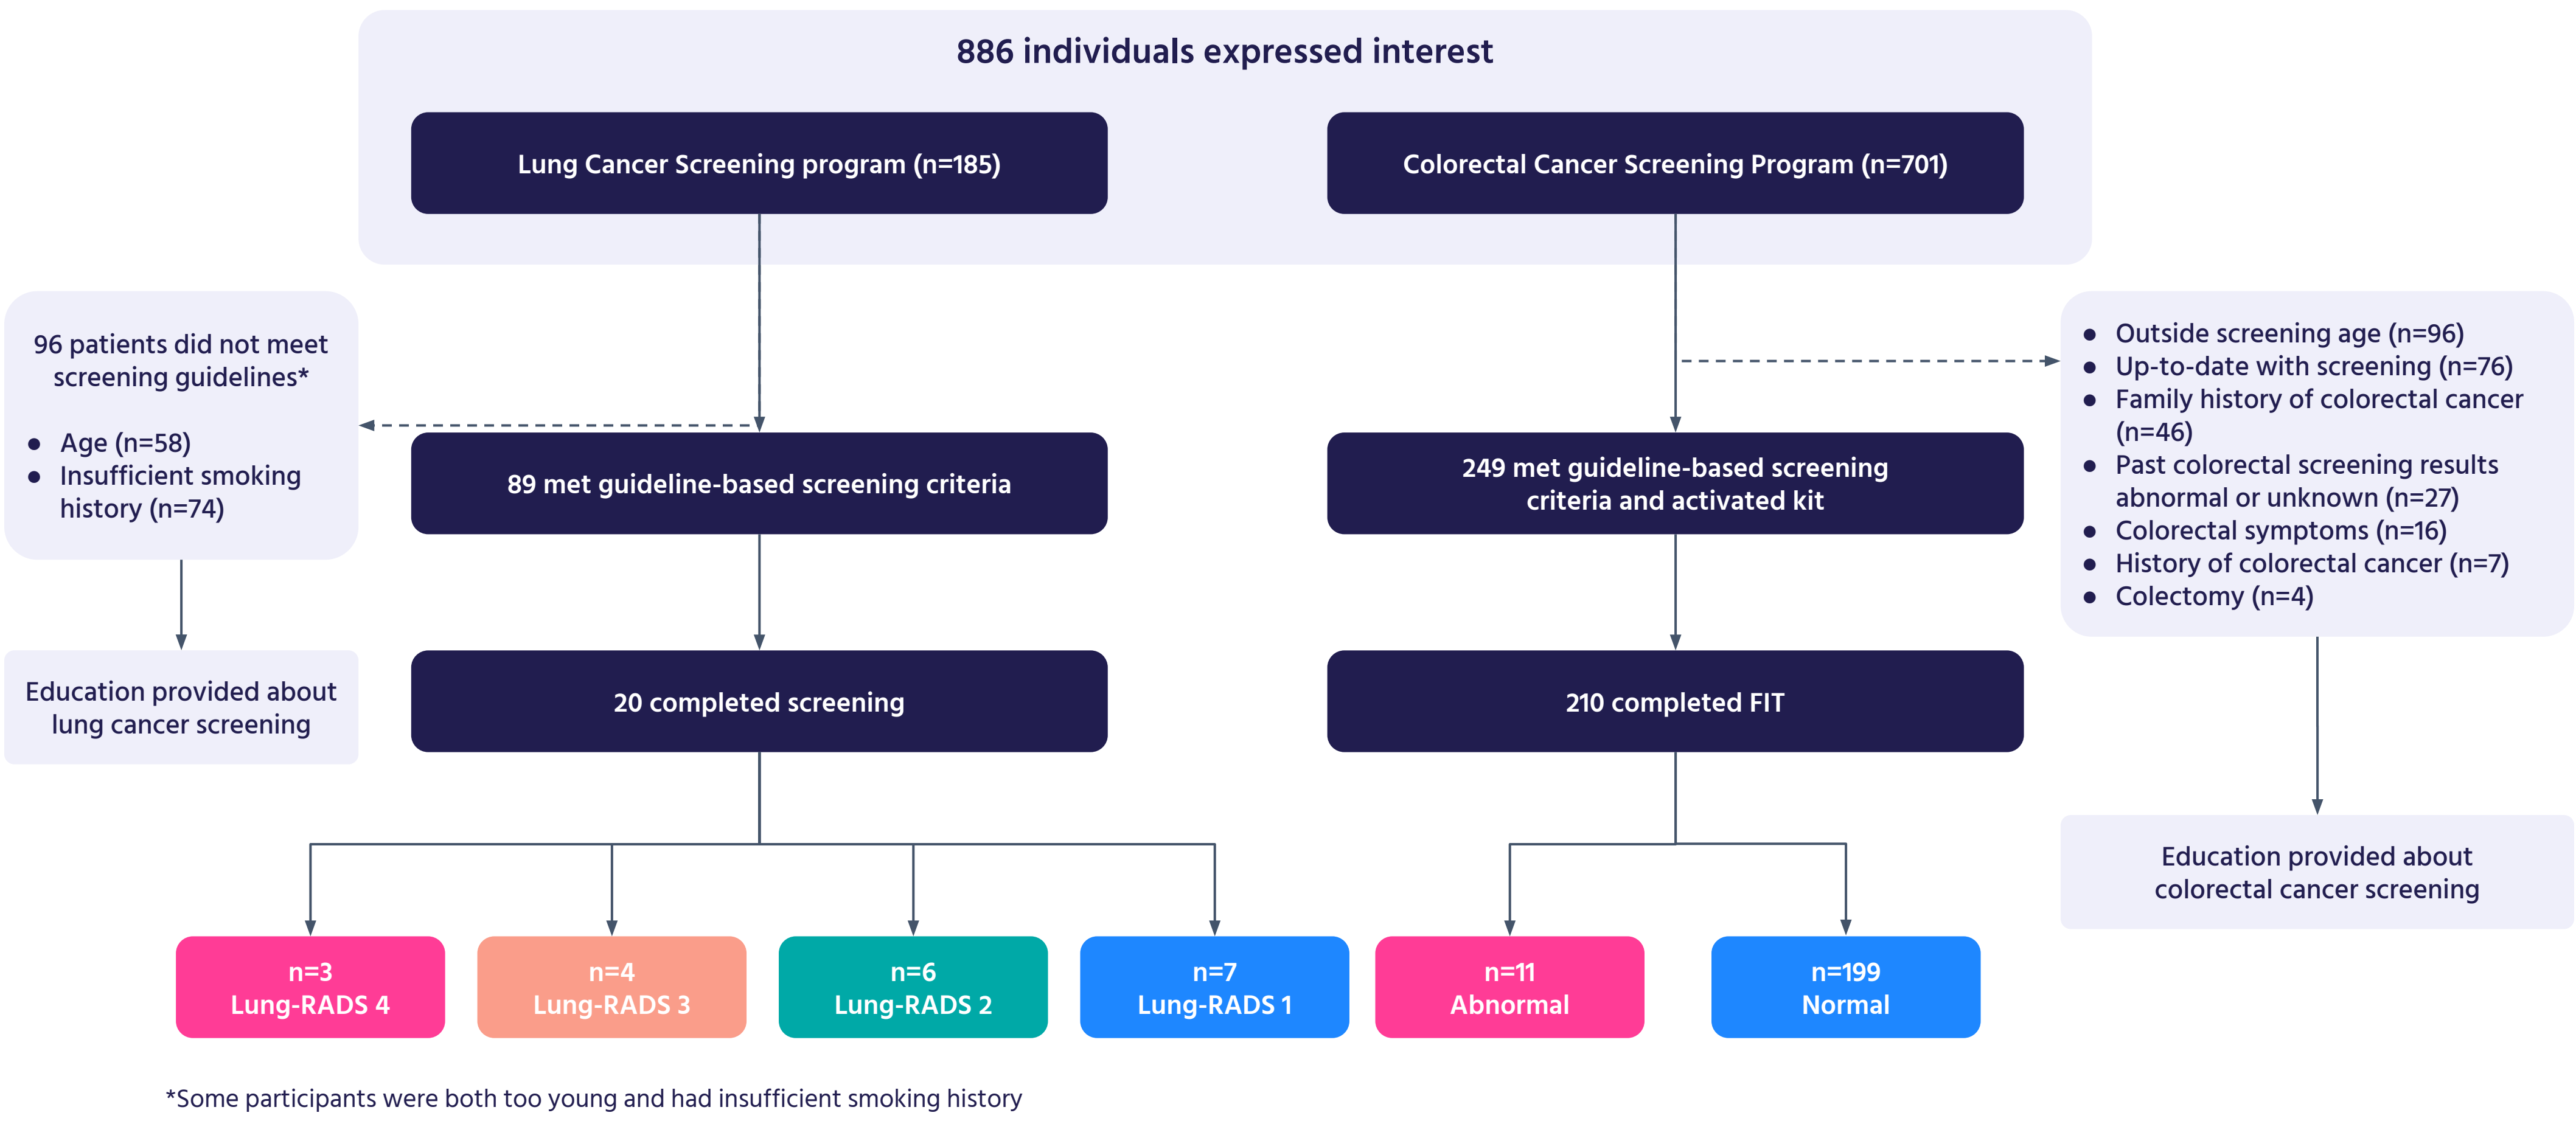 886 individuals expressed interest
Lung Cancer Screening program (n=185)
Colorectal Cancer Screening Program (n=701)
96 patients did not meet
screening guidelines*
● Age (n=58)
● Insufficient smoking
history (n=74)
89 met guideline-based screening criteria
249 met guideline-based screening
criteria and activated kit
● Outside screening age (n=96)
● Up-to-date with screening (n=76)
● Family history of colorectal cancer
(n=46)
● Past colorectal screening results
abnormal or unknown (n=27)
● Colorectal symptoms (n=16)
● History of colorectal cancer (n=7)
● Colectomy (n=4)
Education provided about
lung cancer screening
20 completed screening
210 completed FIT
Education provided about
colorectal cancer screening
n=3
Lung-RADS 4
n=4
Lung-RADS 3
n=6
Lung-RADS 2
n=7
Lung-RADS 1
n=11
Abnormal
n=199
Normal
*Some participants were both too young and had insufficient smoking history